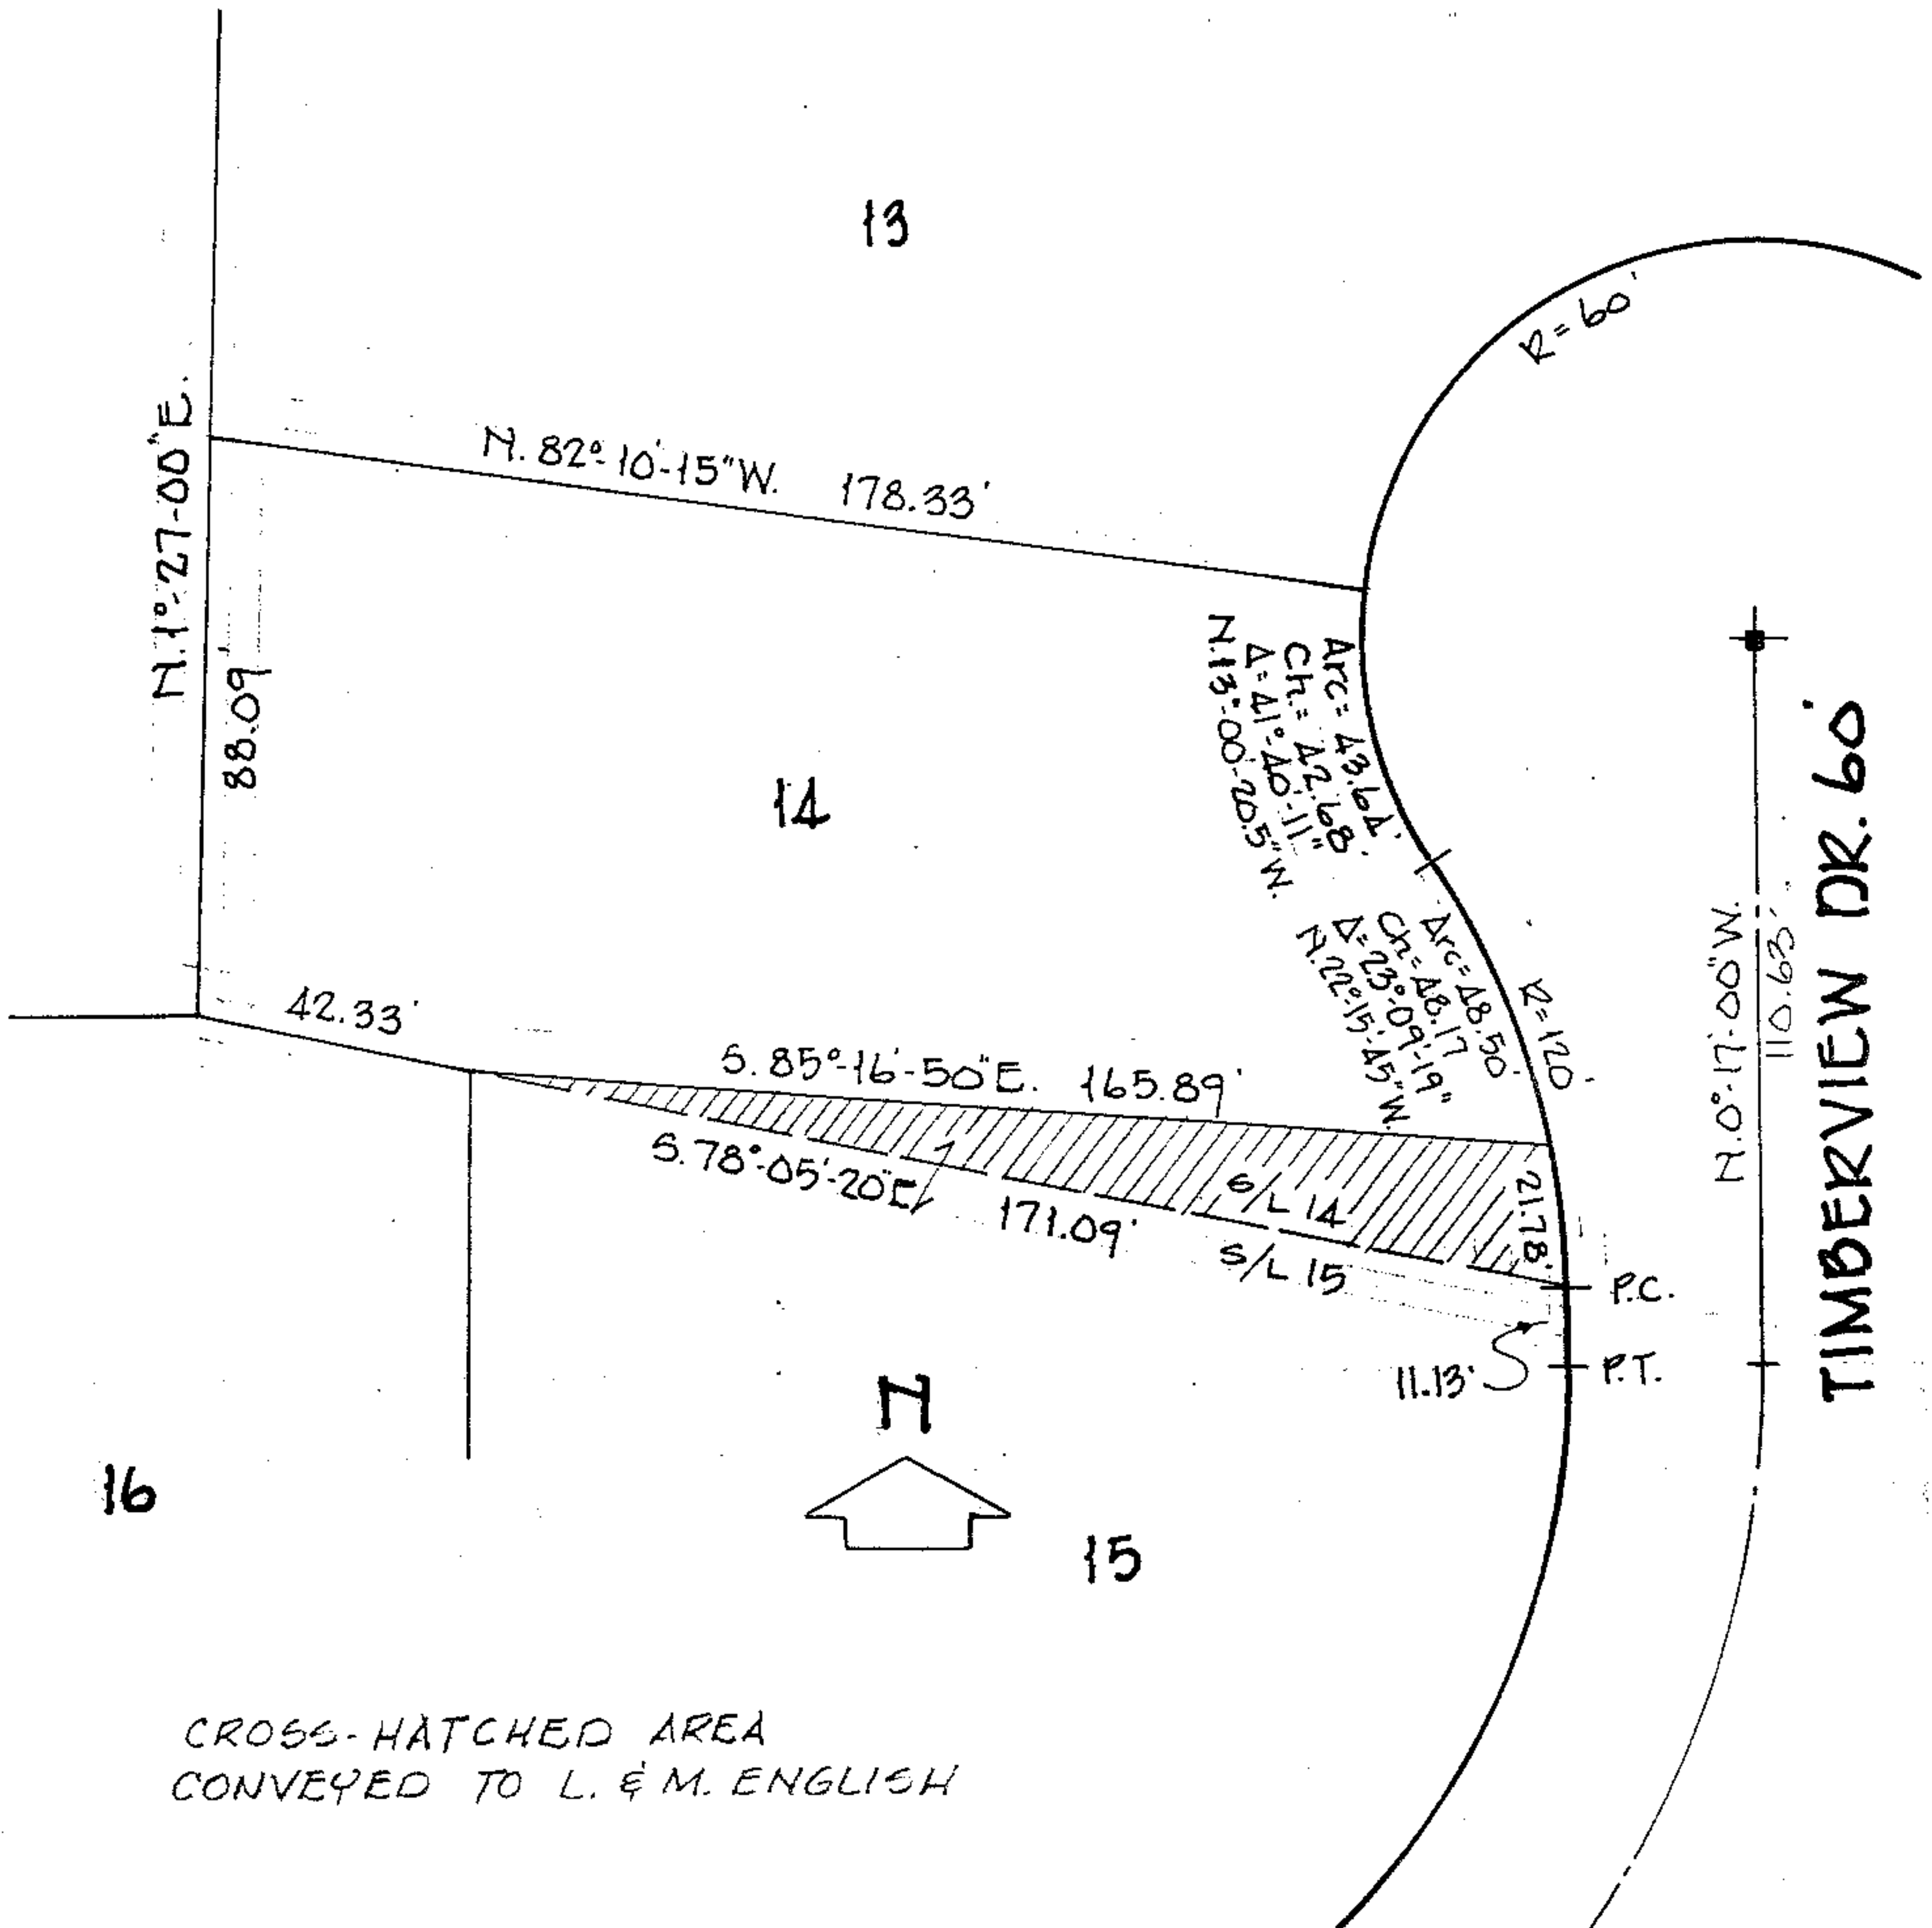 13
R=60'
N. 82°-10'-15"W. 178.33'
N. 1°-27'-00"E.
88.09'
Arc = 43.64'
Ch. = 42.68'
Δ = 41°-40'-11"
N. 13°-00'-20.5"W.
14
Arc = 48.50'
Ch = 48.17'
Δ = 23°-09'-19"
N. 22°-15'-45"W.
R=120'
N. 0°-17'-00"W.
110.63'
TIMBERVIEW DR. 60'
42.33'
S. 85°-16'-50"E. 165.89'
S. 78°-05'-20"E 171.09'
S/L 14
S/L 15
21.78'
P.C.
P.T.
11.13'
N
16
15
CROSS-HATCHED AREA
CONVEYED TO L. & M. ENGLISH